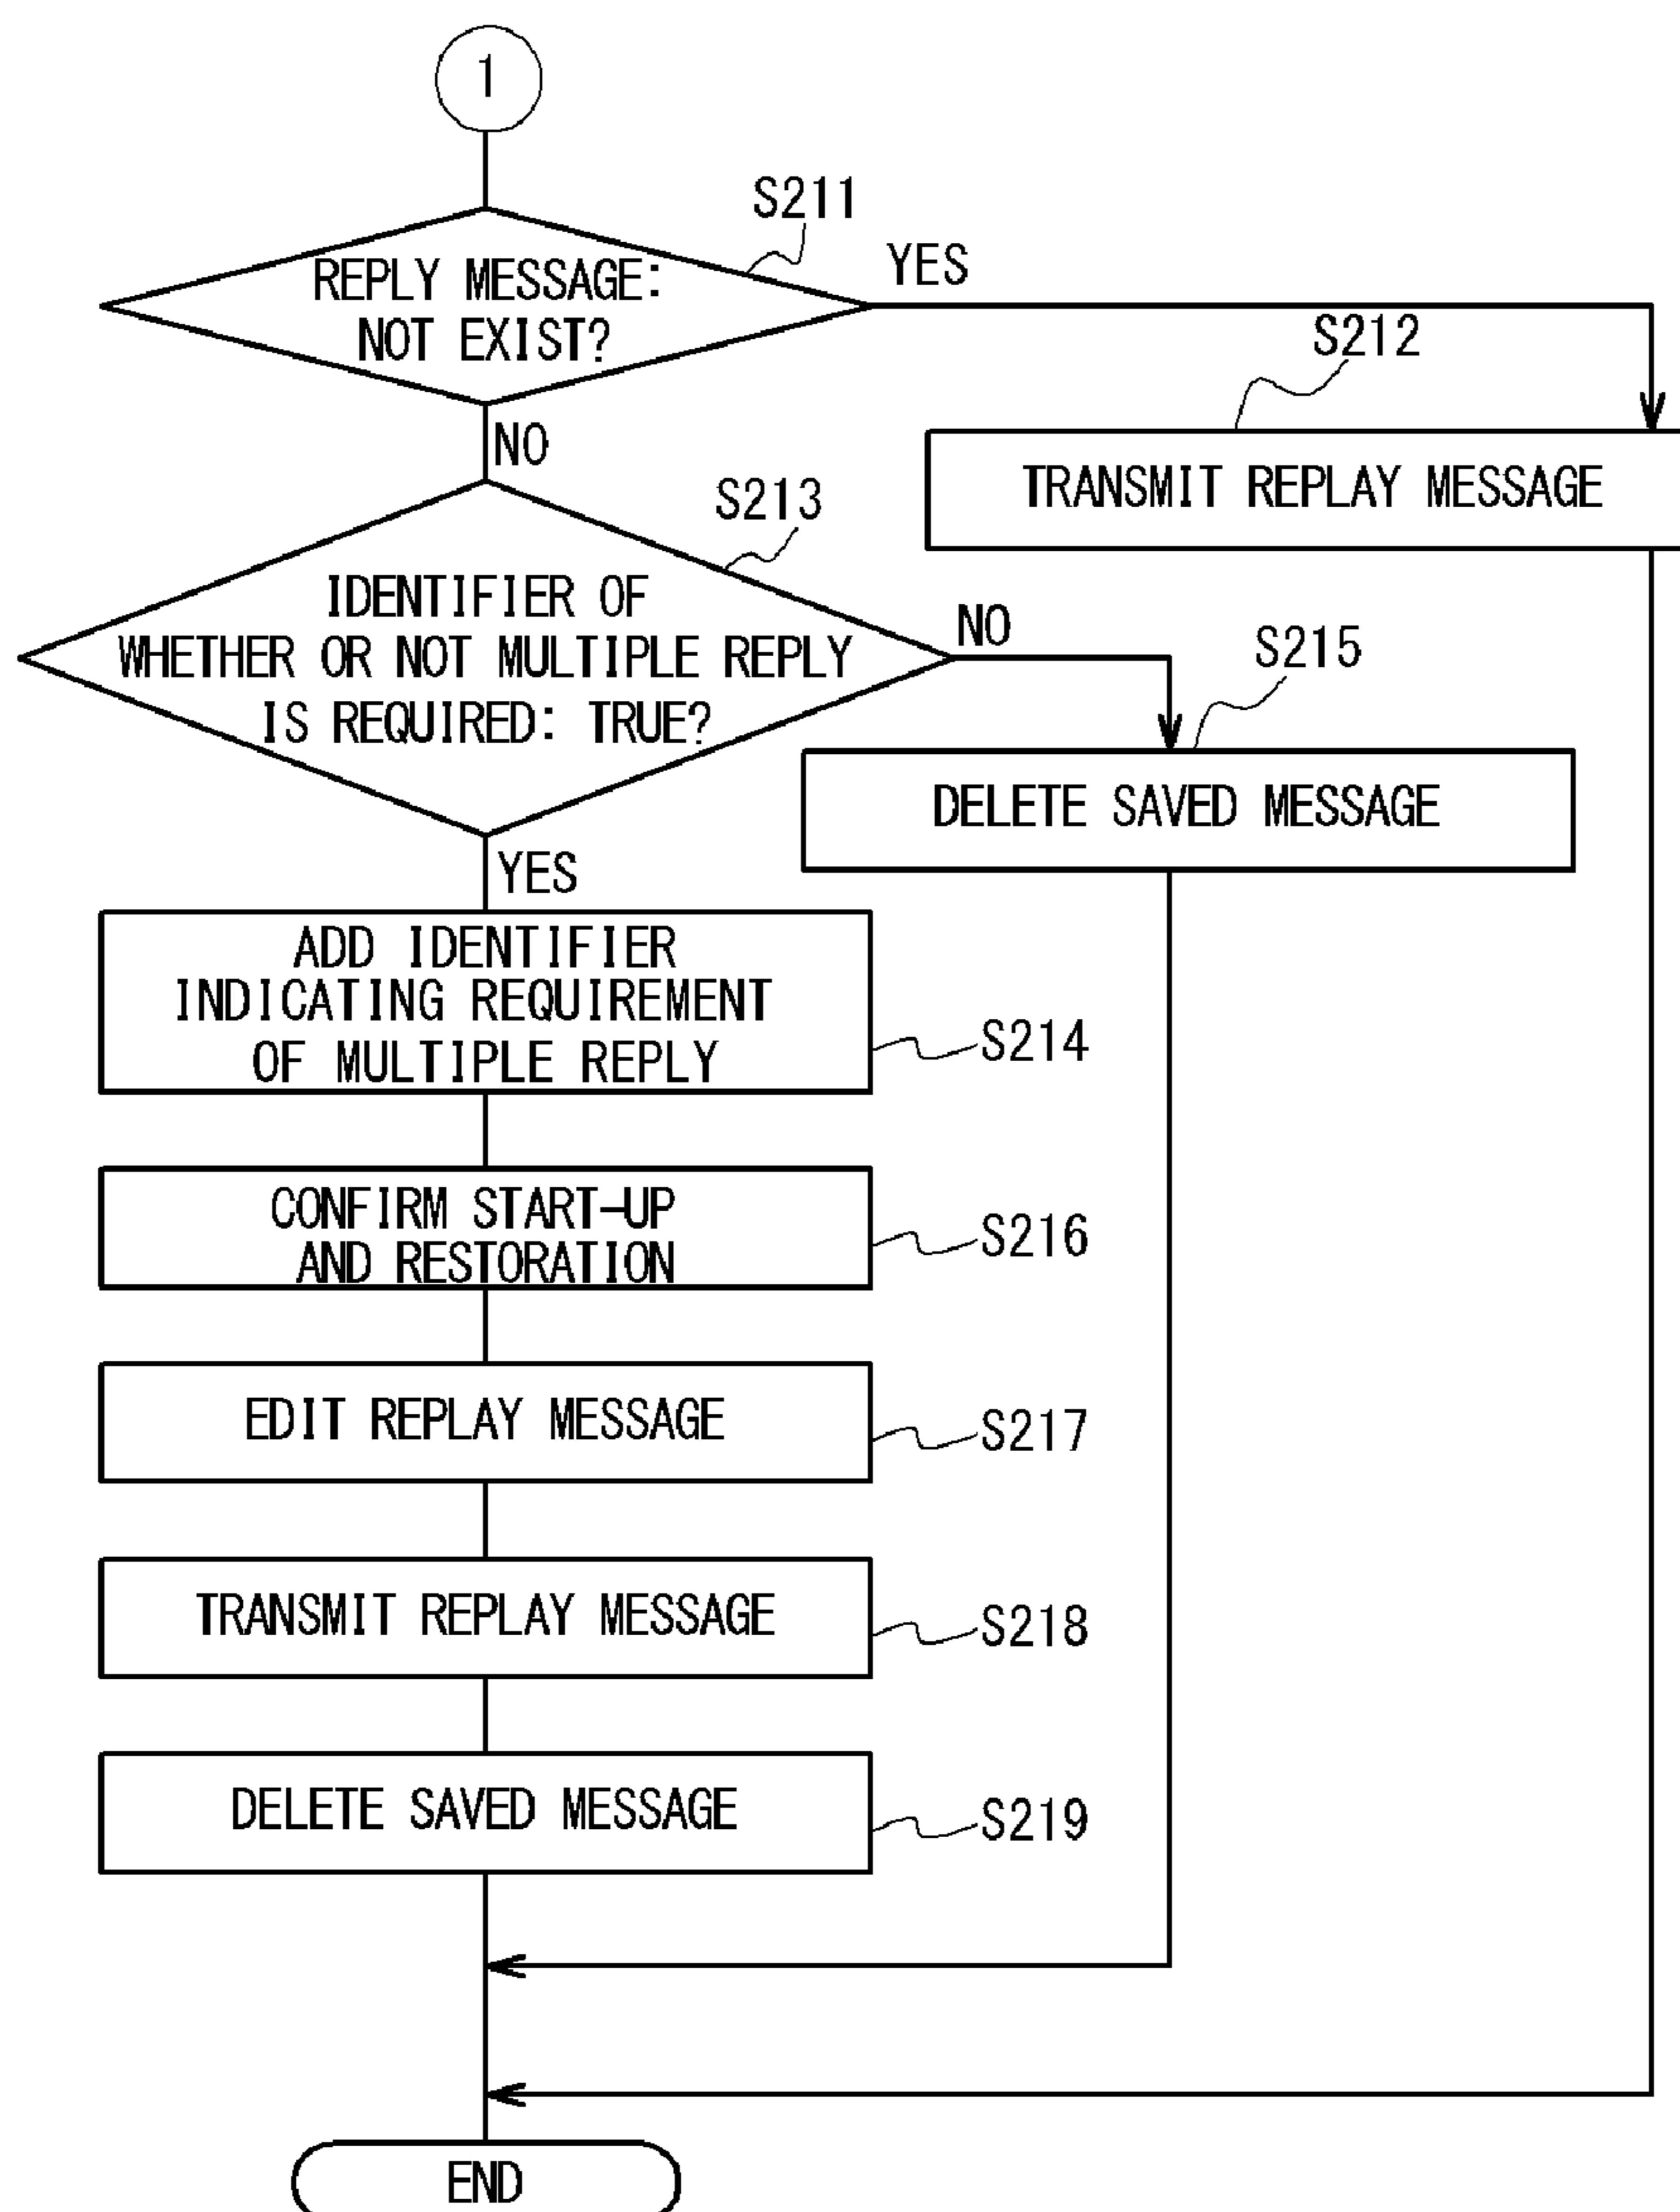 1
S211
REPLY MESSAGE:
NOT EXIST?
YES
S212
TRANSMIT REPLAY MESSAGE
NO
S213
IDENTIFIER OF
WHETHER OR NOT MULTIPLE REPLY
IS REQUIRED: TRUE?
NO
S215
DELETE SAVED MESSAGE
YES
ADD IDENTIFIER
INDICATING REQUIREMENT
OF MULTIPLE REPLY
S214
CONFIRM START-UP
AND RESTORATION
S216
EDIT REPLAY MESSAGE
S217
TRANSMIT REPLAY MESSAGE
S218
DELETE SAVED MESSAGE
S219
END